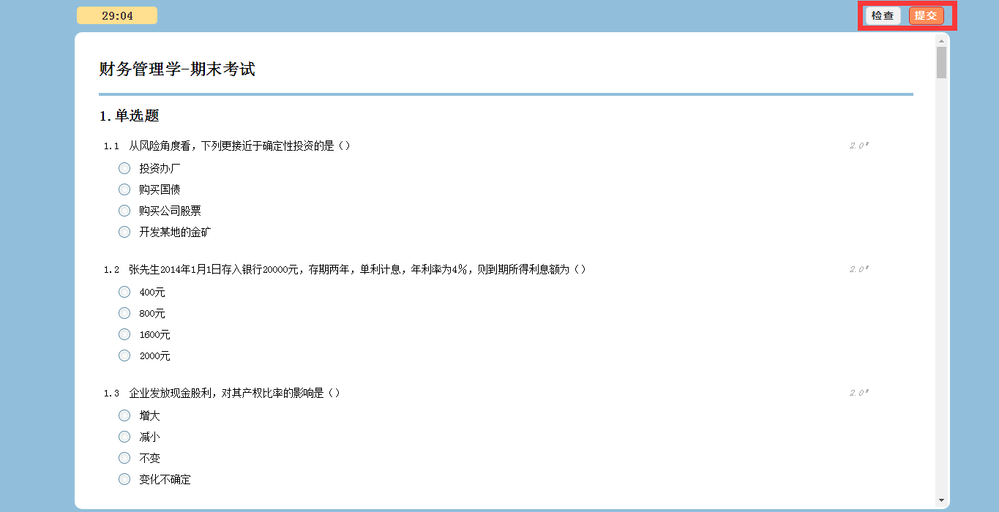 29:04
检查
提交
财务管理学-期末考试
1.单选题
1.1 从风险角度看，下列更接近于确定性投资的是（） 2.0'
投资办厂
购买国债
购买公司股票
开发某地的金矿
1.2 张先生2014年1月1日存入银行20000元，存期两年，单利计息，年利率为4%，则到期所得利息额为（） 2.0'
400元
800元
1600元
2000元
1.3 企业发放现金股利，对其产权比率的影响是（） 2.0'
增大
减小
不变
变化不确定